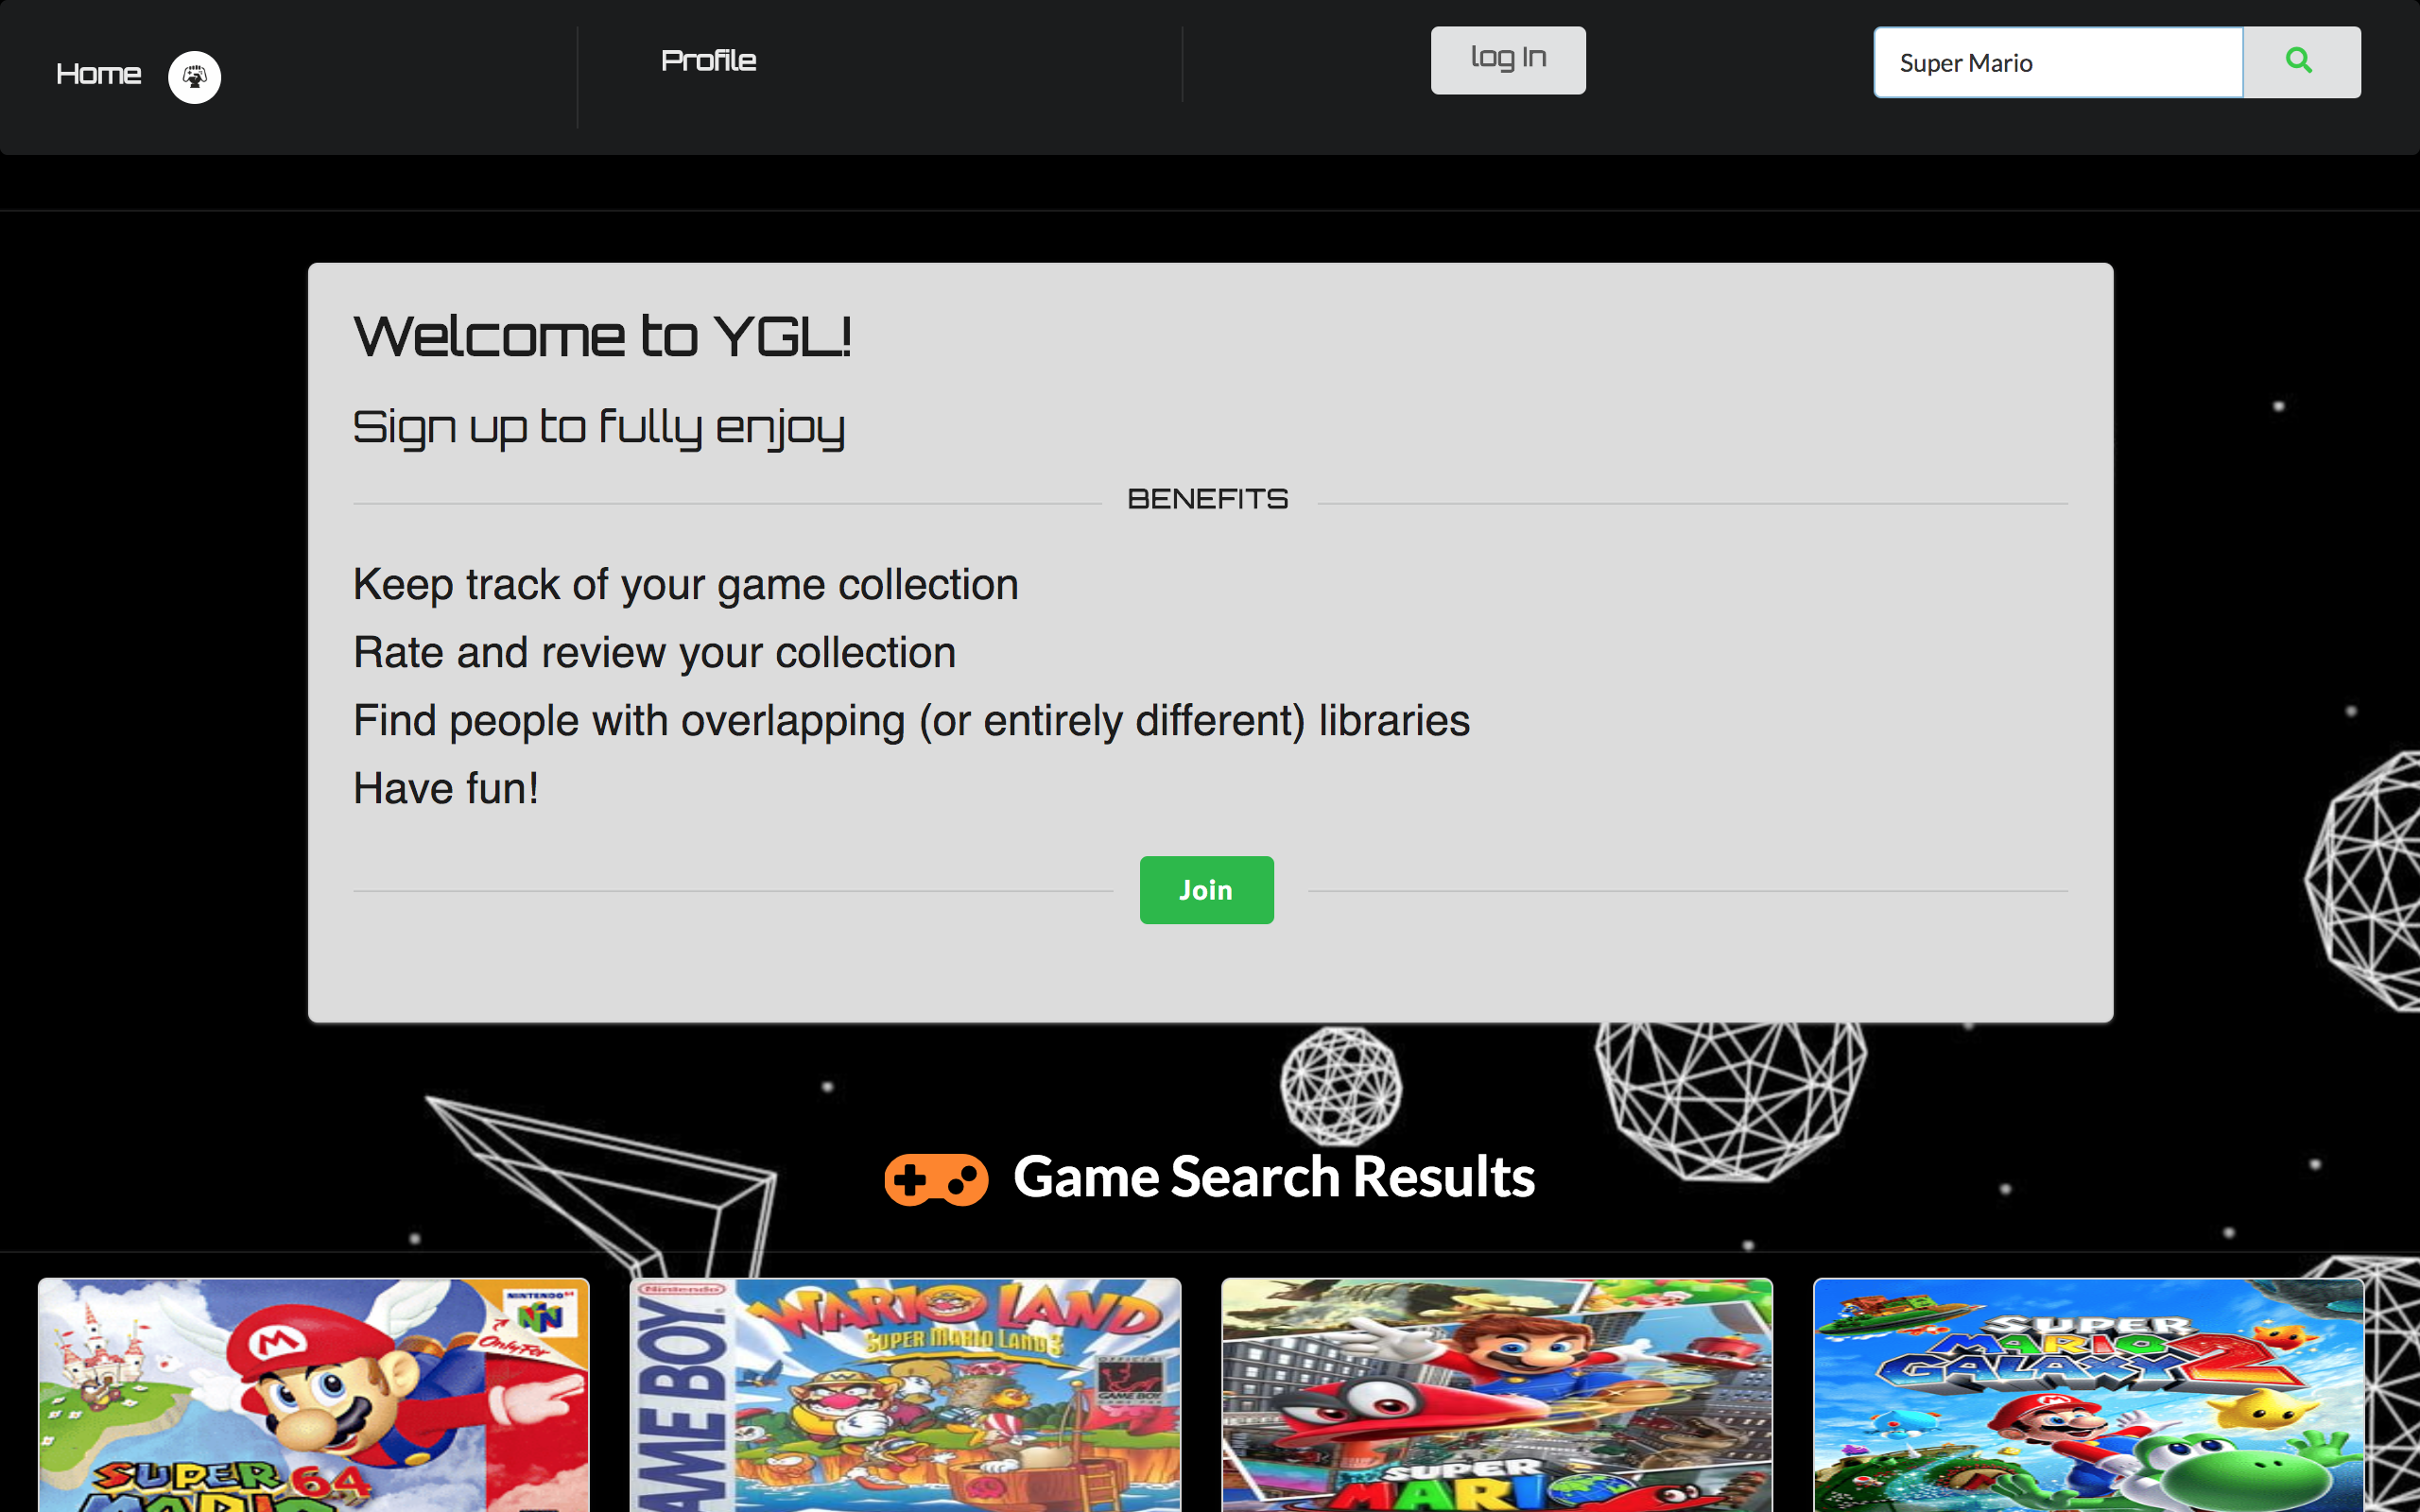 Home
Profile
log In
Super Mario
Welcome to YGL!
Sign up to fully enjoy
BENEFITS
Keep track of your game collection
Rate and review your collection
Find people with overlapping (or entirely different) libraries
Have fun!
Join
Game Search Results
NINTENDO64
Only For
SUPER
MARIO
64
Nintendo
GAME BOY
WARIO LAND
SUPER MARIO LAND 3
OFFICIAL
GAME BOY
SUPER
MARI
SUPER
MARIO
GALAXY 2